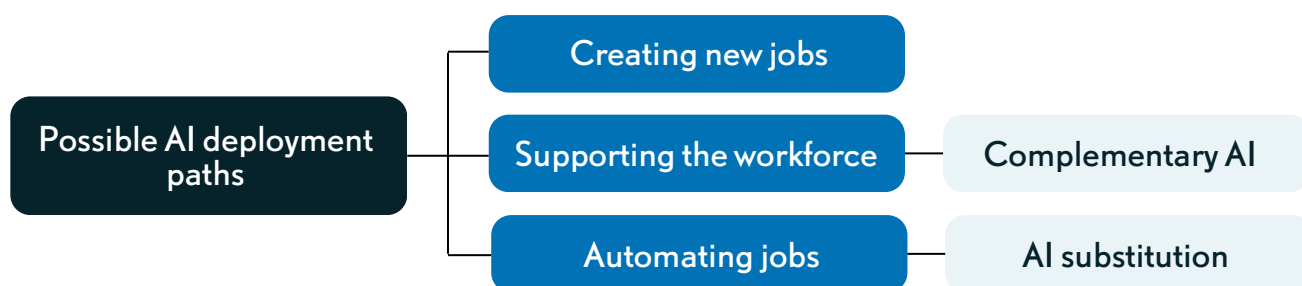 Creating new jobs
Possible AI deployment
paths
Supporting the workforce
Complementary AI
Automating jobs
AI substitution